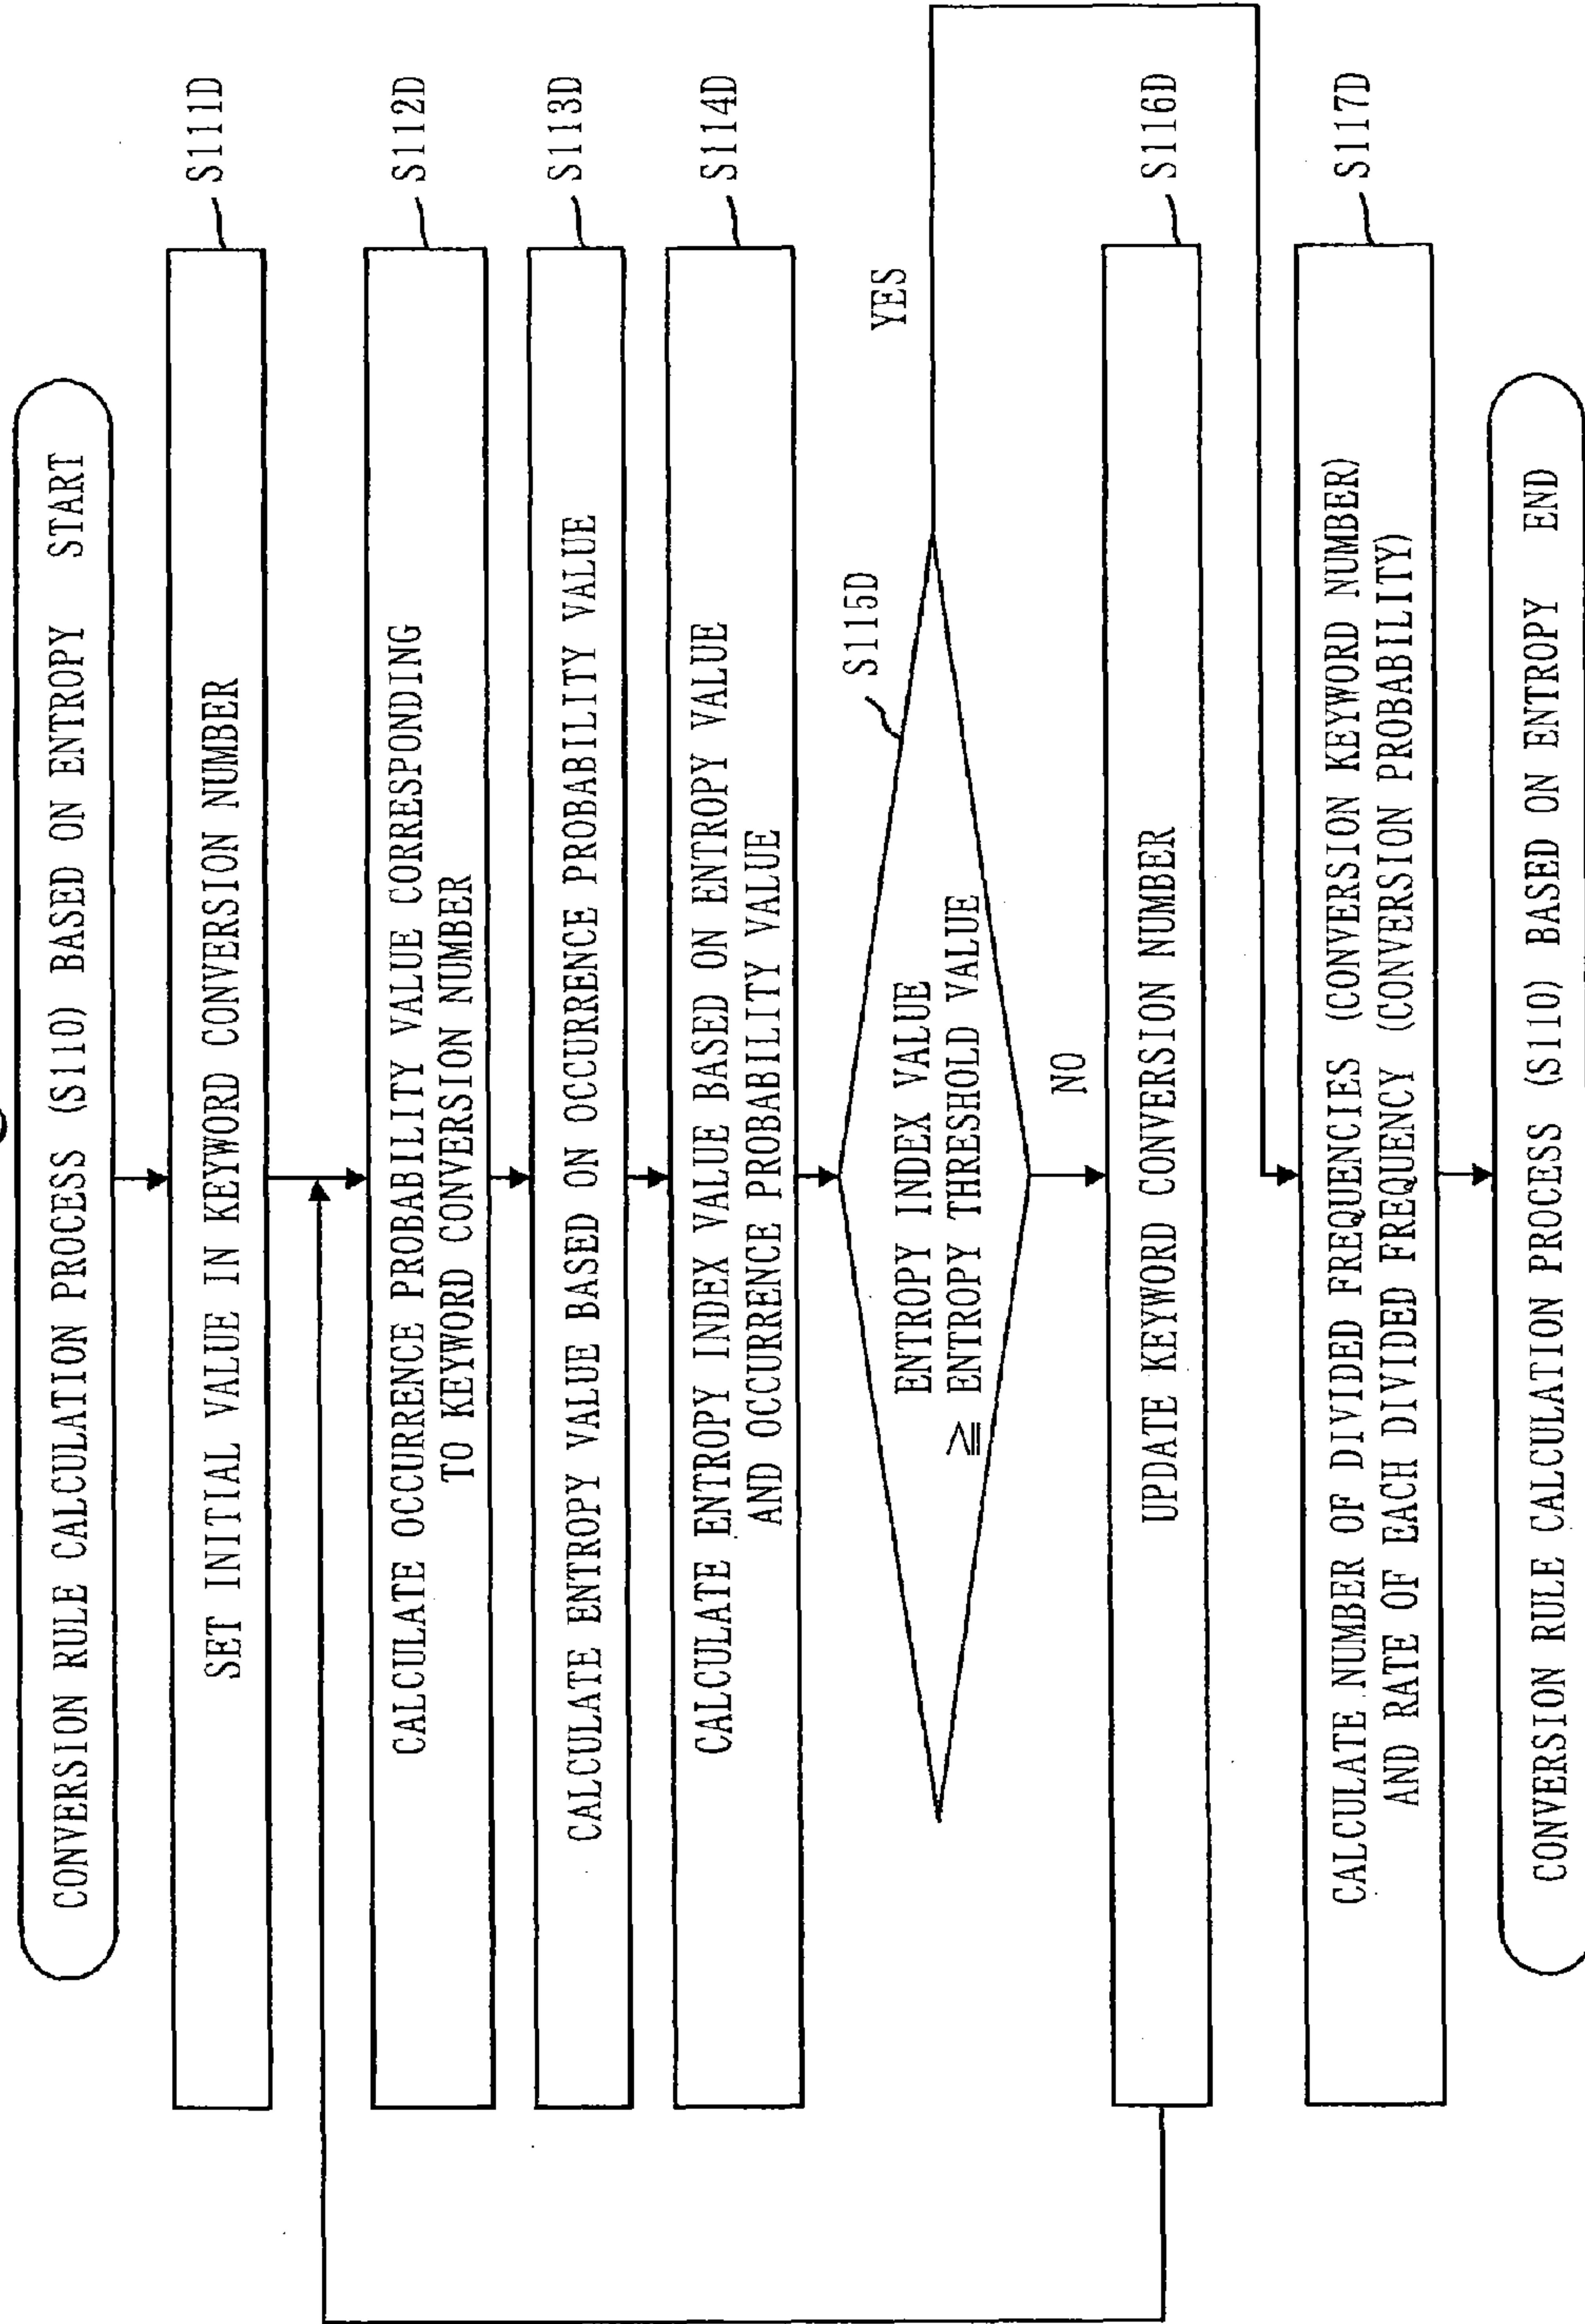 CONVERSION RULE CALCULATION PROCESS (S110) BASED ON ENTROPY START
SET INITIAL VALUE IN KEYWORD CONVERSION NUMBER
S111D
CALCULATE OCCURRENCE PROBABILITY VALUE CORRESPONDING
TO KEYWORD CONVERSION NUMBER
S112D
CALCULATE ENTROPY VALUE BASED ON OCCURRENCE PROBABILITY VALUE
S113D
CALCULATE ENTROPY INDEX VALUE BASED ON ENTROPY VALUE
AND OCCURRENCE PROBABILITY VALUE
S114D
S115D
ENTROPY INDEX VALUE
≧ ENTROPY THRESHOLD VALUE
YES
NO
UPDATE KEYWORD CONVERSION NUMBER
S116D
CALCULATE NUMBER OF DIVIDED FREQUENCIES (CONVERSION KEYWORD NUMBER)
AND RATE OF EACH DIVIDED FREQUENCY (CONVERSION PROBABILITY)
S117D
CONVERSION RULE CALCULATION PROCESS (S110) BASED ON ENTROPY END